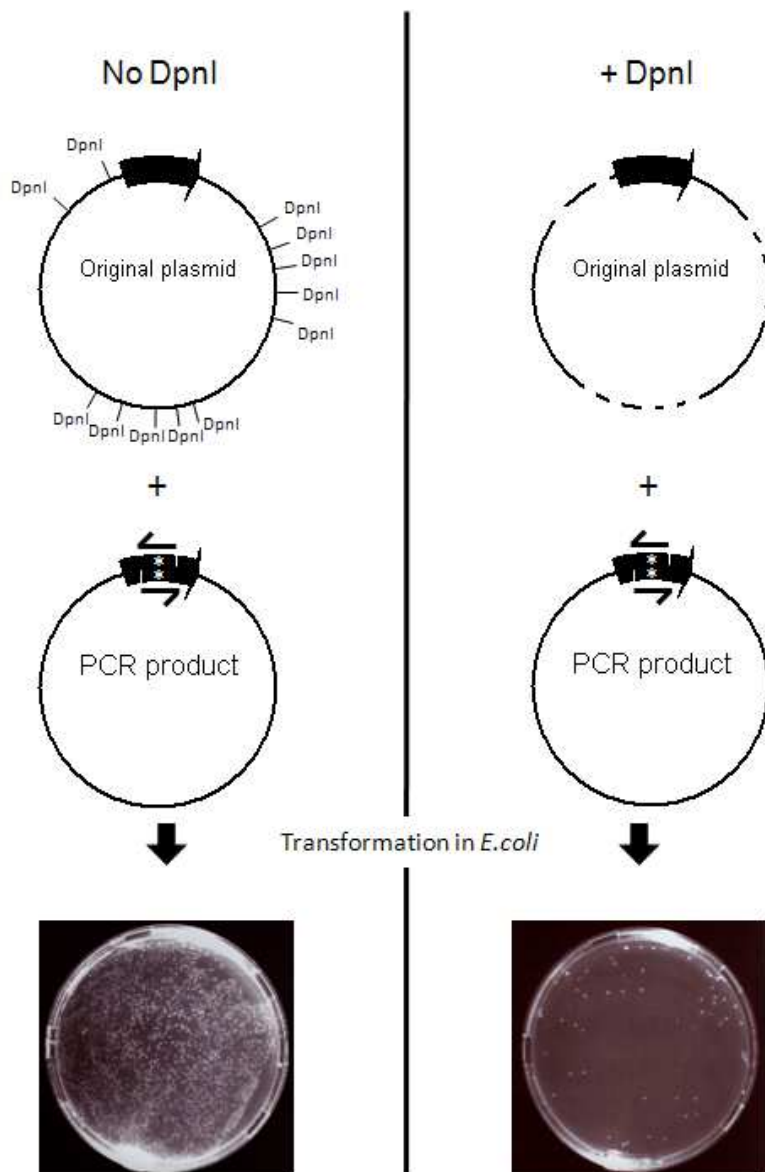 No DpnI
+ DpnI
DpnI
DpnI
DpnI
DpnI
DpnI
DpnI
DpnI
Original plasmid
Original plasmid
DpnI
DpnI
DpnI
DpnI
DpnI
+
+
PCR product
PCR product
Transformation in E.coli